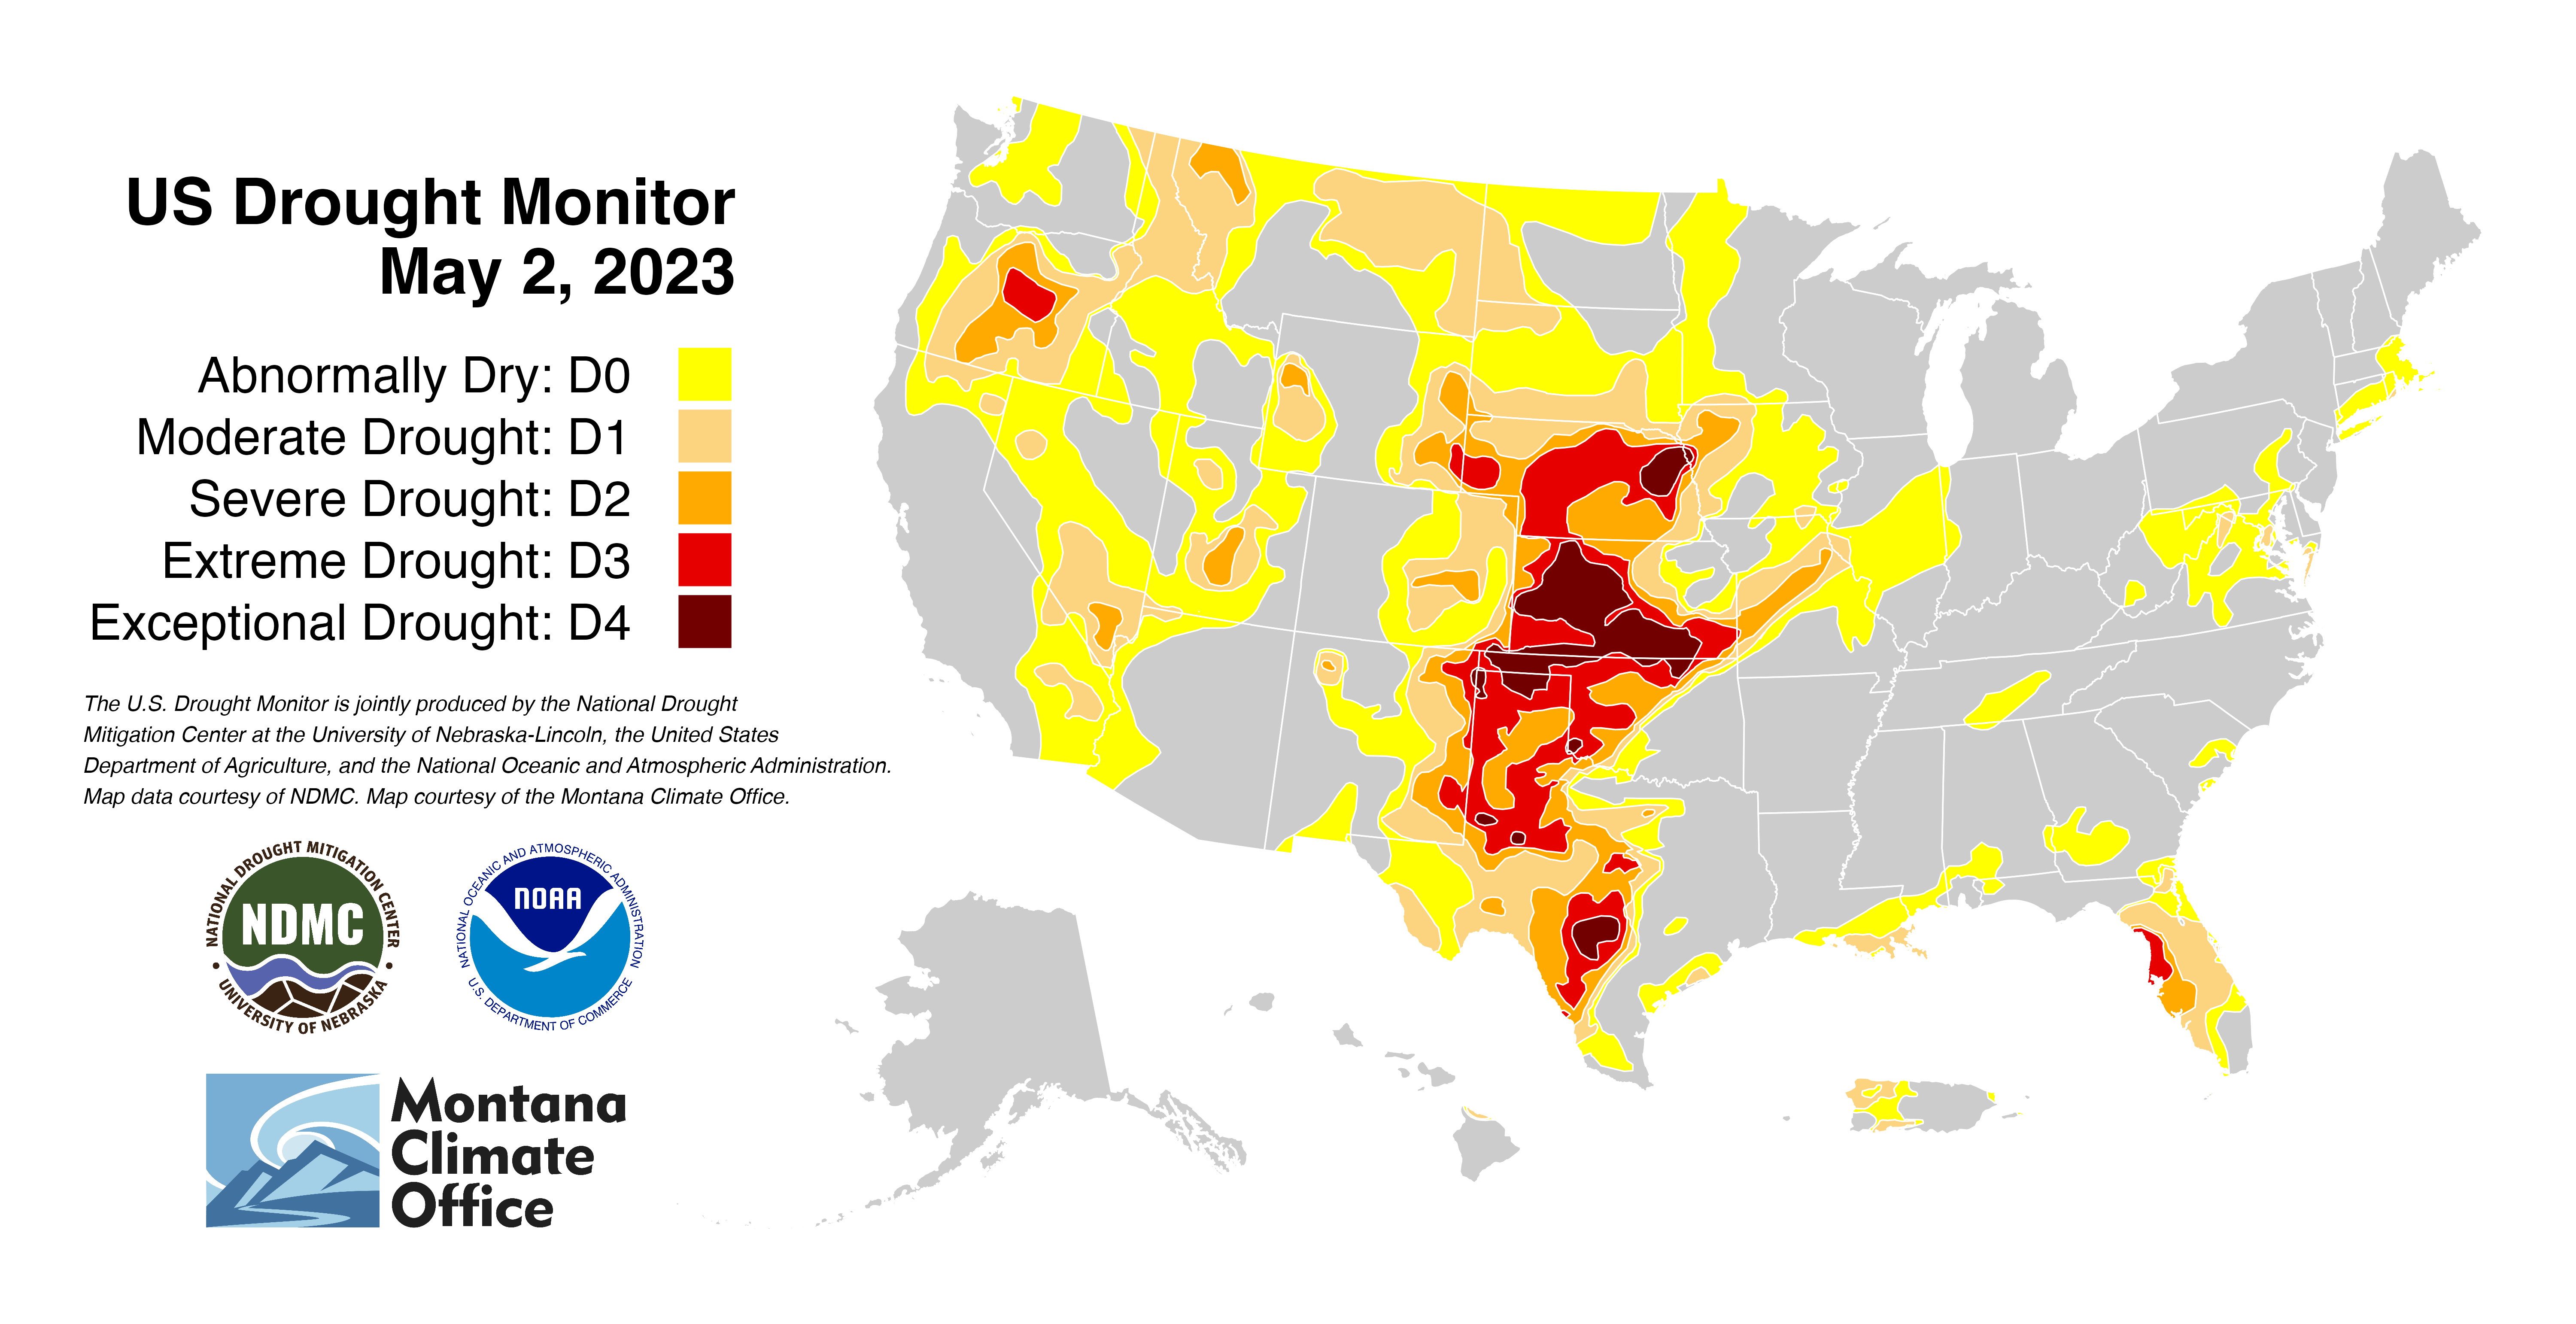 US Drought Monitor
May 2, 2023
Abnormally Dry: D0
Moderate Drought: D1
Severe Drought: D2
Extreme Drought: D3
Exceptional Drought: D4
The U.S. Drought Monitor is jointly produced by the National Drought
Mitigation Center at the University of Nebraska-Lincoln, the United States
Department of Agriculture, and the National Oceanic and Atmospheric Administration.
Map data courtesy of NDMC. Map courtesy of the Montana Climate Office.
NATIONAL DROUGHT MITIGATION CENTER
NDMC
• UNIVERSITY OF NEBRASKA •
NATIONAL OCEANIC AND ATMOSPHERIC ADMINISTRATION
NOAA
U.S. DEPARTMENT OF COMMERCE
Montana
Climate
Office